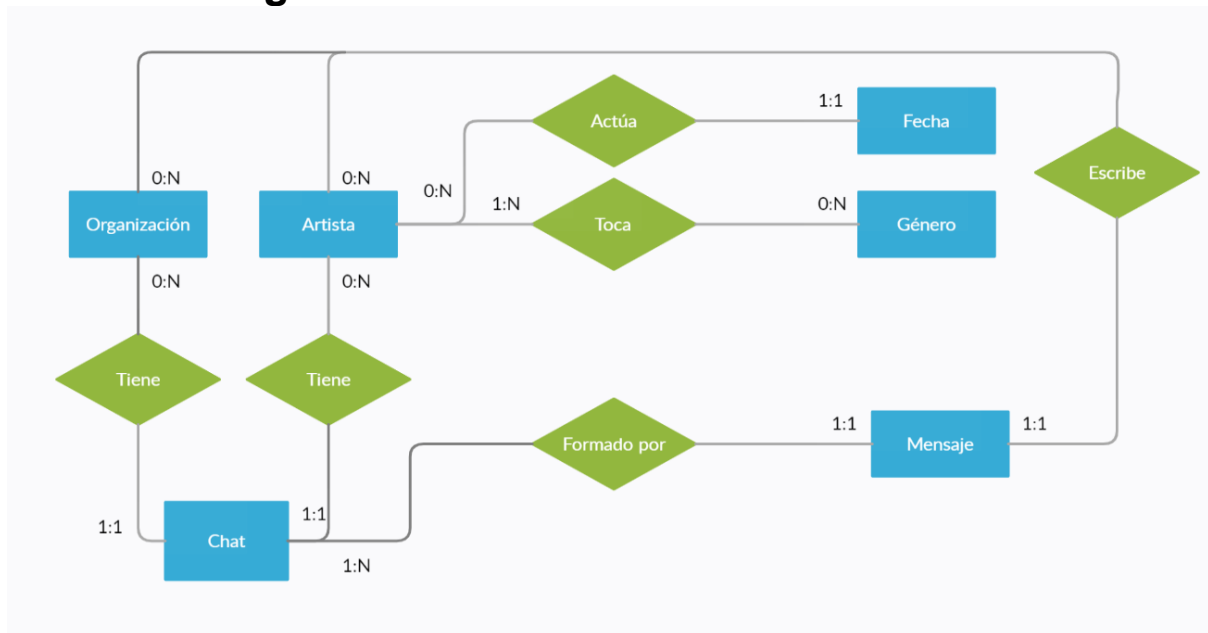 Actúa
1:1
Fecha
Escribe
0:N
0:N
0:N
1:N
0:N
Organización
Artista
Toca
Género
0:N
0:N
Tiene
Tiene
1:1
1:1
Formado por
Mensaje
1:1
1:1
Chat
1:N